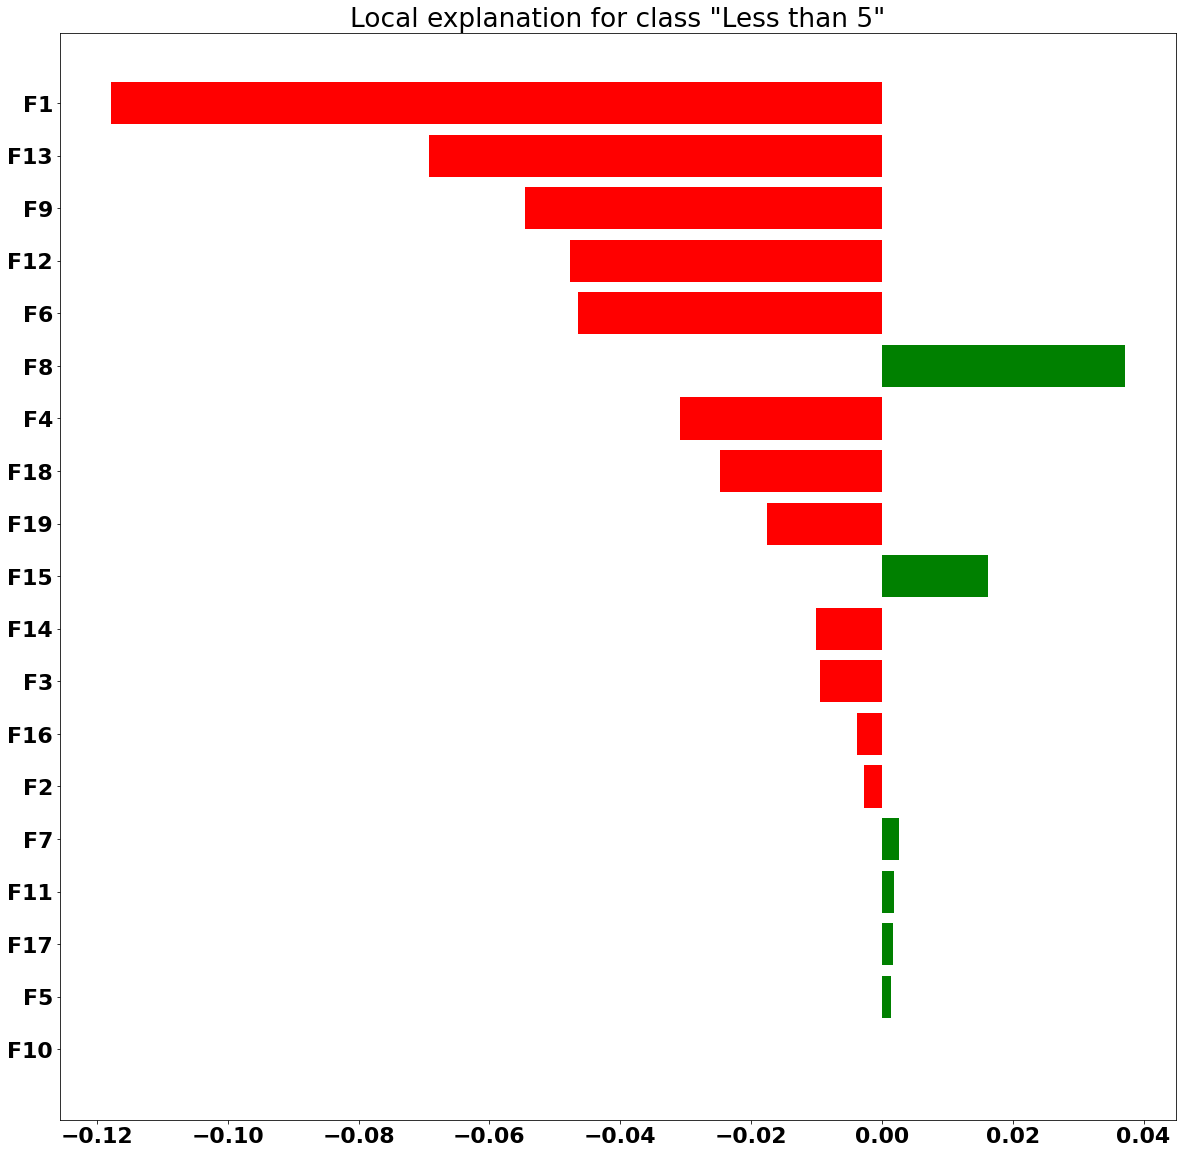 Local explanation for class "Less than 5"
F1
F13
F9
F12
F6
F8
F4
F18
F19
F15
F14
F3
F16
F2
F7
F11
F17
F5
F10
−0.12 −0.10 −0.08 −0.06 −0.04 −0.02 0.00 0.02 0.04